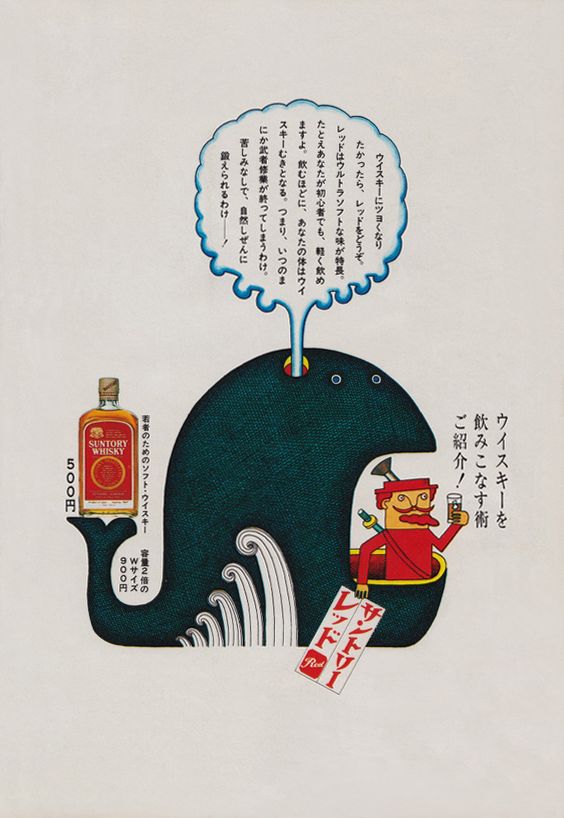 ウイスキーにツヨくなり
たかったら、レッドをどうぞ。
レッドはウルトラソフトな味が特長。
たとえあなたが初心者でも、軽く飲め
ますよ。飲むほどに、あなたの体はウイ
スキーむきとなる。つまり、いつのま
にか武者修業が終ってしまうわけ。
苦しみなしで、自然しぜんに
鍛えられるわけ——！
ウイスキーを
飲みこなす術
ご紹介！
若者のためのソフト・ウイスキー
500円
容量2倍の
Wサイズ
900円
SUNTORY
WHISKY
サントリー
レッド
Red